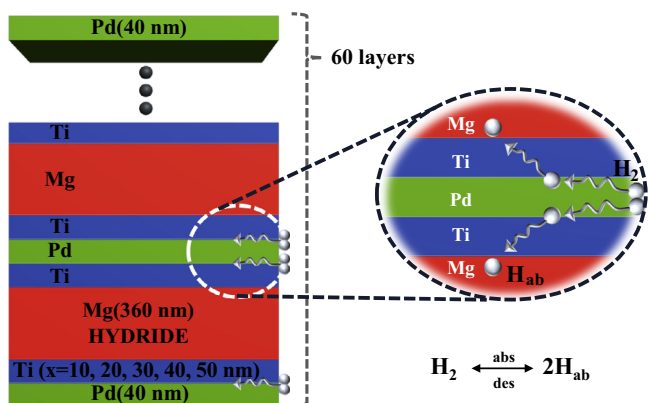 Pd(40 nm)
60 layers
Ti
Mg
Ti
Pd
Ti
Mg(360 nm)
HYDRIDE
Ti (x=10, 20, 30, 40, 50 nm)
Pd(40 nm)
Mg
Ti
H₂
Pd
Ti
Mg
Hab
H₂ abs 2Hab
des